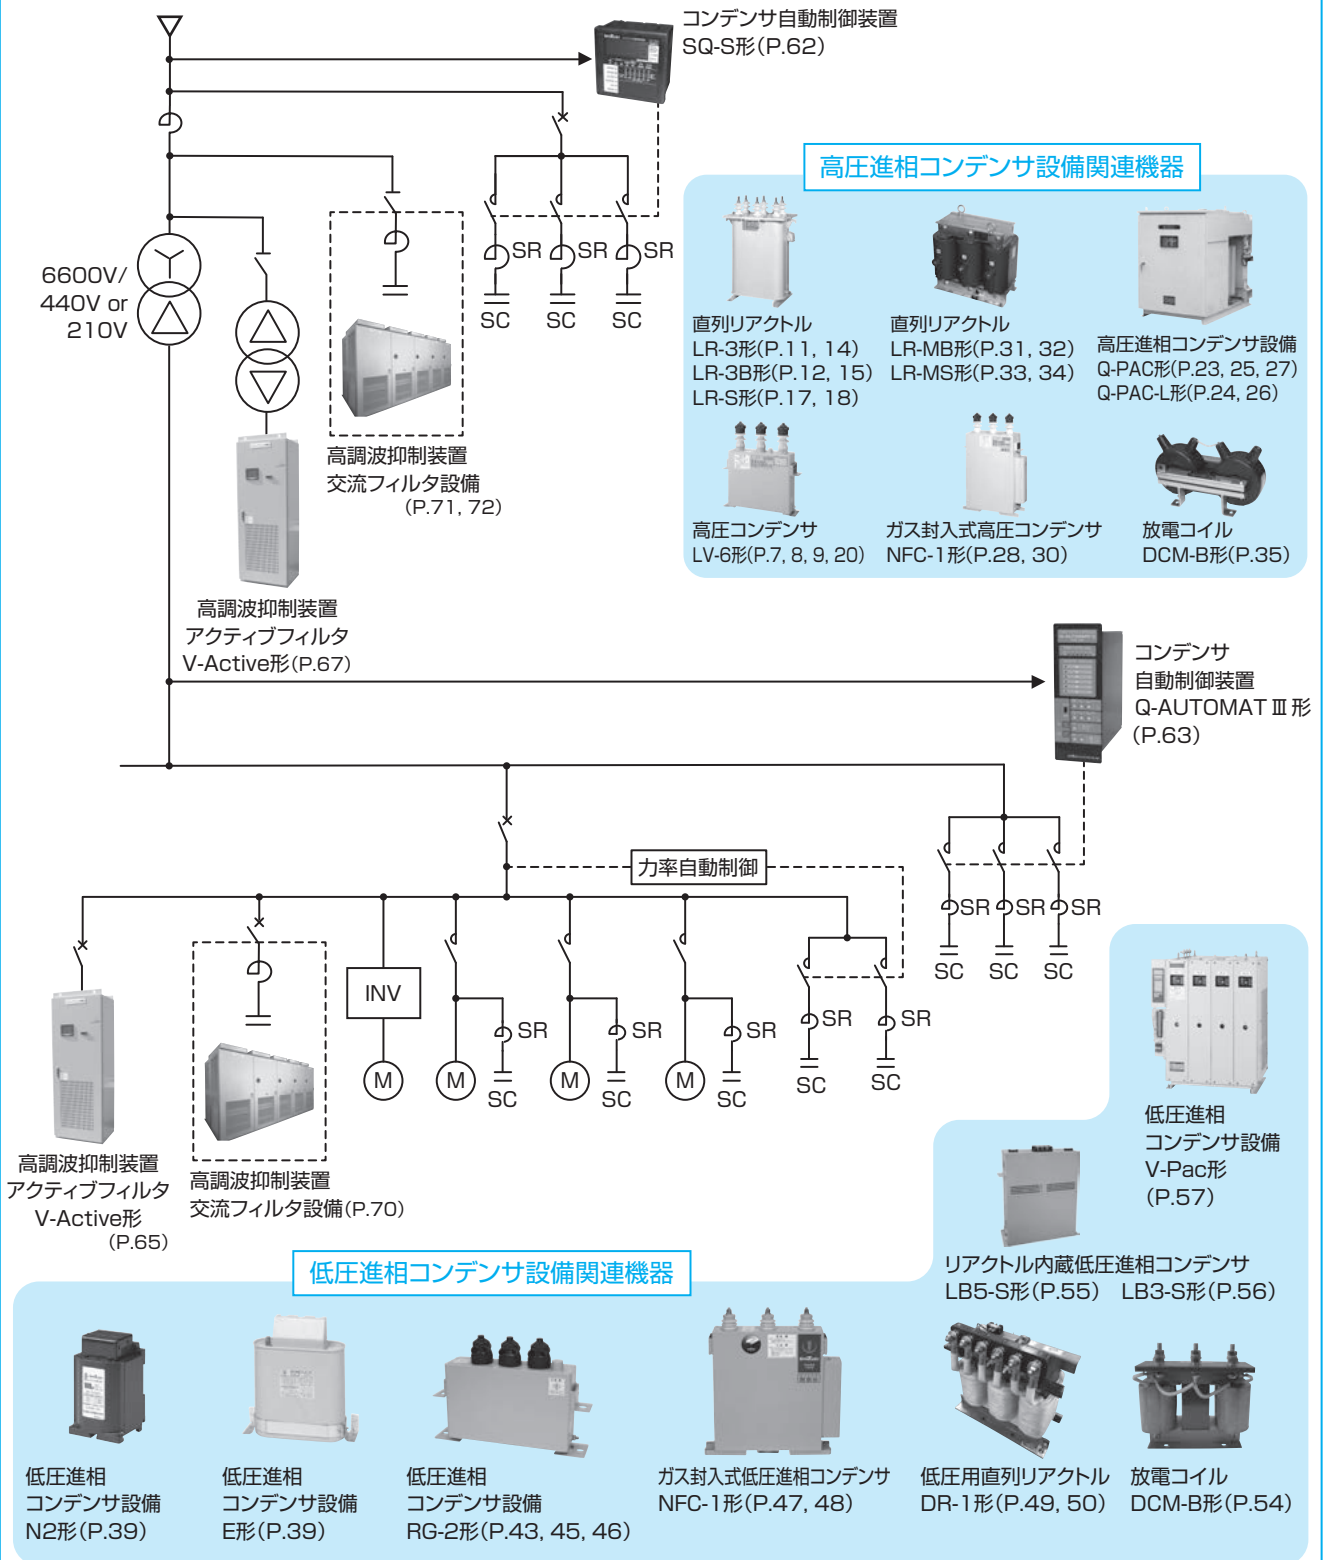 コンデンサ自動制御装置
SQ-S形(P.62)
高圧進相コンデンサ設備関連機器
SR
SR
SR
SC
SC
SC
6600V/
440V or
210V
直列リアクトル
LR-3形(P.11, 14)
LR-3B形(P.12, 15)
LR-S形(P.17, 18)
直列リアクトル
LR-MB形(P.31, 32)
LR-MS形(P.33, 34)
高圧進相コンデンサ設備
Q-PAC形(P.23, 25, 27)
Q-PAC-L形(P.24, 26)
高調波抑制装置
交流フィルタ設備
(P.71, 72)
高圧コンデンサ
LV-6形(P.7, 8, 9, 20)
ガス封入式高圧コンデンサ
NFC-1形(P.28, 30)
放電コイル
DCM-B形(P.35)
高調波抑制装置
アクティブフィルタ
V-Active形(P.67)
コンデンサ
自動制御装置
Q-AUTOMATⅢ形
(P.63)
力率自動制御
SR
SR
SR
SC
SC
SC
INV
M
M
SR
SC
M
SR
SC
M
SR
SC
SR
SC
SR
SC
高調波抑制装置
アクティブフィルタ
V-Active形
(P.65)
高調波抑制装置
交流フィルタ設備(P.70)
低圧進相
コンデンサ設備
V-Pac形
(P.57)
リアクトル内蔵低圧進相コンデンサ
LB5-S形(P.55) LB3-S形(P.56)
低圧進相コンデンサ設備関連機器
低圧進相
コンデンサ設備
N2形(P.39)
低圧進相
コンデンサ設備
E形(P.39)
低圧進相
コンデンサ設備
RG-2形(P.43, 45, 46)
ガス封入式低圧進相コンデンサ
NFC-1形(P.47, 48)
低圧用直列リアクトル
DR-1形(P.49, 50)
放電コイル
DCM-B形(P.54)